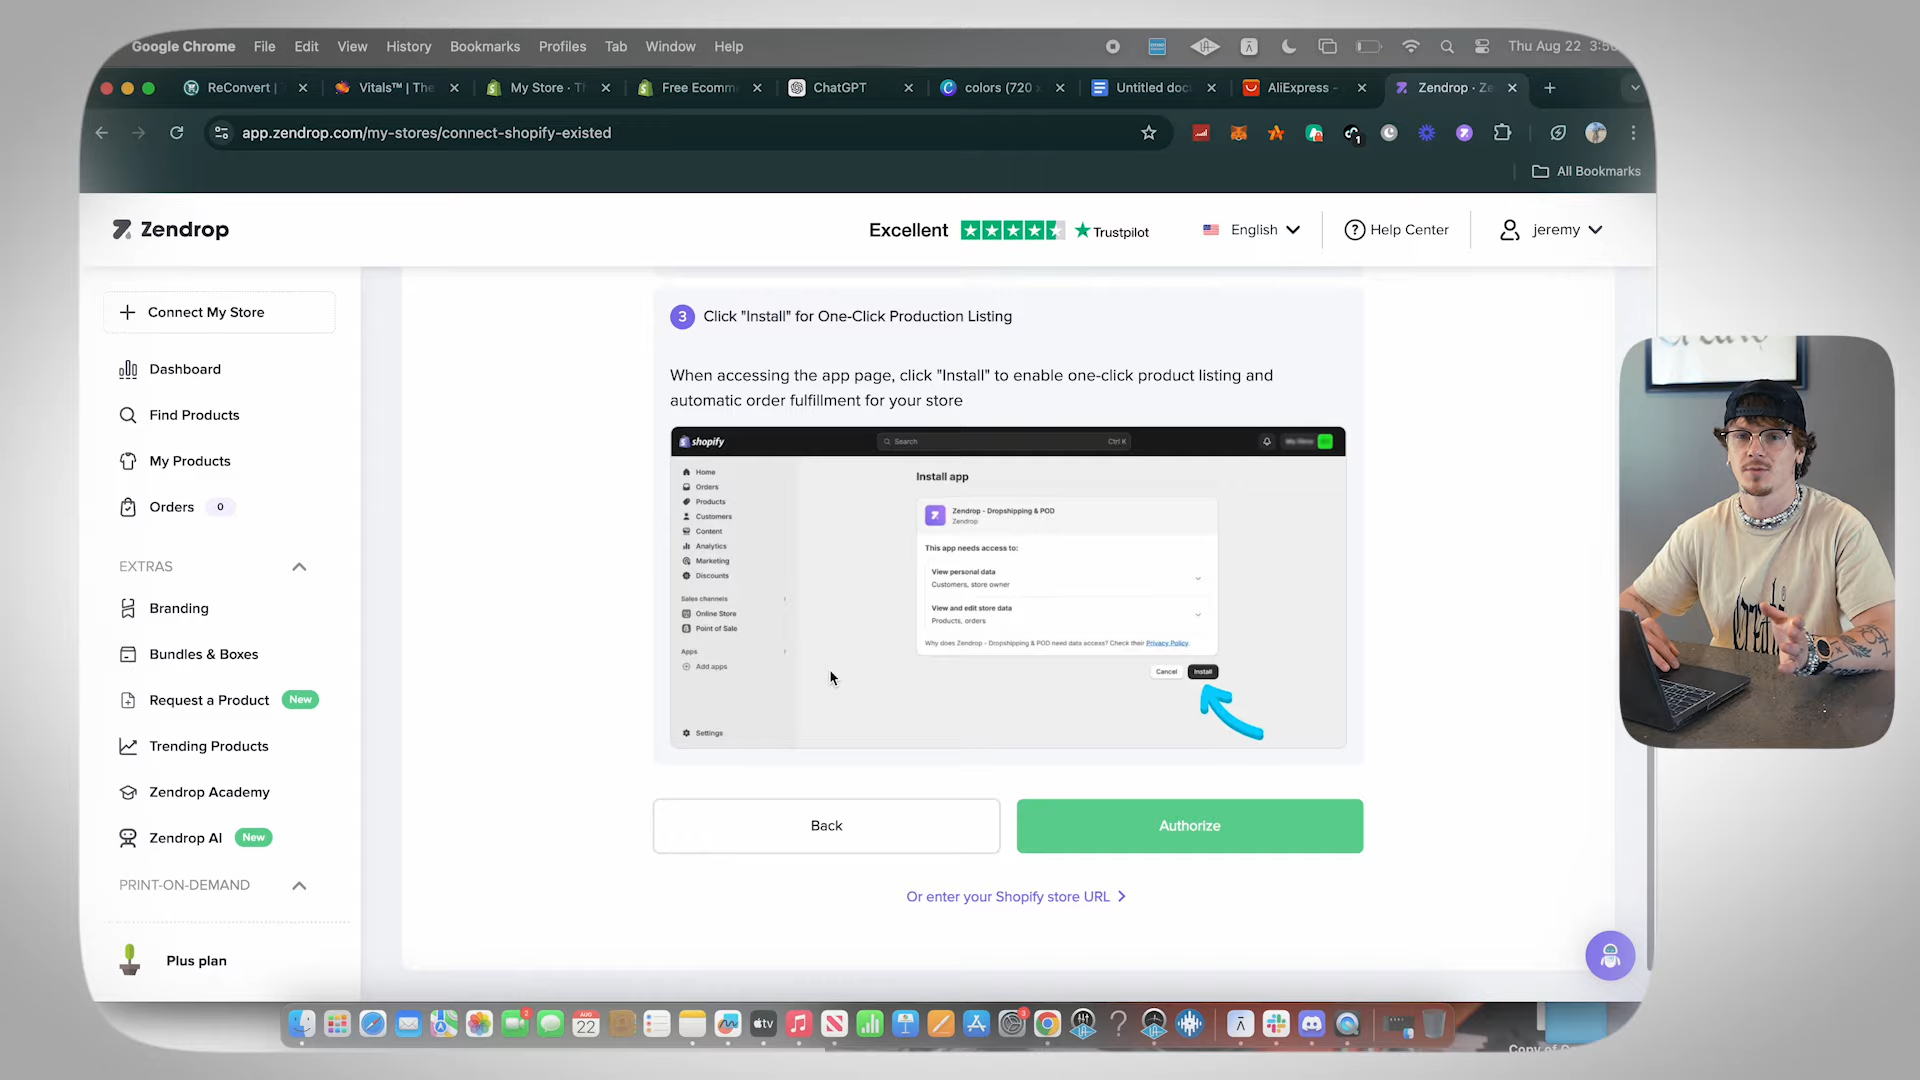 Google Chrome File Edit View History Bookmarks Profiles Tab Window Help
Thu Aug 22
ReConvert
Vitals™ | The
My Store
Free Ecomm
ChatGPT
colors (720
Untitled doc
AliExpress -
Zendrop
app.zendrop.com/my-stores/connect-shopify-existed
1
All Bookmarks
Zendrop
Excellent
Trustpilot
English
Help Center
jeremy
Connect My Store
Dashboard
Find Products
My Products
Orders 0
EXTRAS
Branding
Bundles & Boxes
Request a Product New
Trending Products
Zendrop Academy
Zendrop AI New
PRINT-ON-DEMAND
Plus plan
3 Click "Install" for One-Click Production Listing
When accessing the app page, click "Install" to enable one-click product listing and
automatic order fulfillment for your store
shopify
Search
Ctrl K
Home
Orders
Products
Customers
Content
Analytics
Marketing
Discounts
Sales channels
Online Store
Point of Sale
Apps
Add apps
Settings
Install app
Zendrop - Dropshipping & POD
Zendrop
This app needs access to:
View personal data
Customers, store owner
View and edit store data
Products, orders
Why does Zendrop - Dropshipping & POD need data access? Check their Privacy Policy.
Cancel
Install
Back
Authorize
Or enter your Shopify store URL
2
AUG
22
tv
3
Copy of